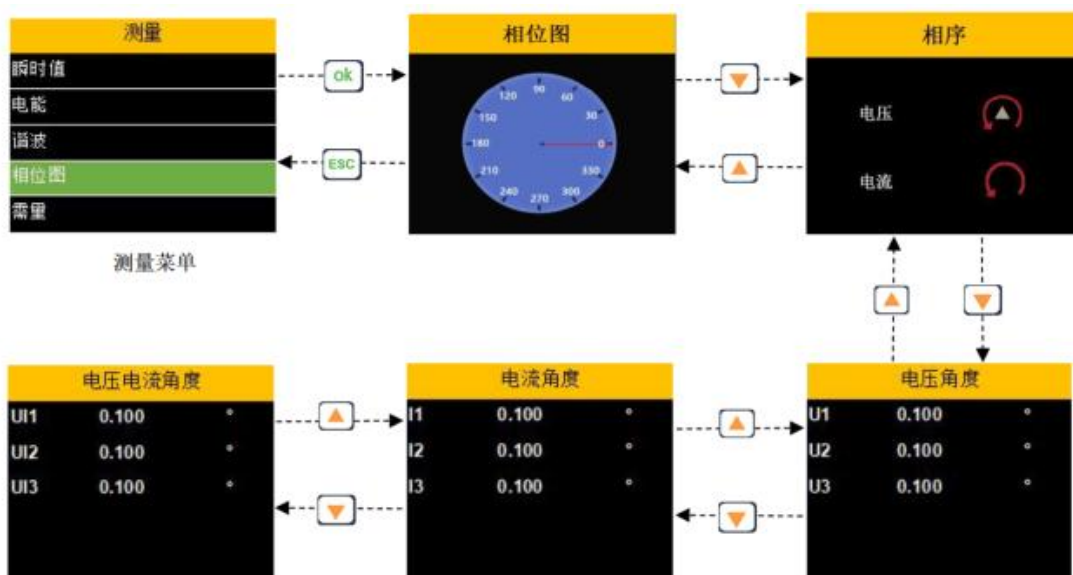 测量
瞬时值
电能
谐波
相位图
需量
测量菜单
ok
ESC
相位图
90
120
60
150
30
180
0
210
330
240
300
270
相序
电压
电流
电压电流角度
UI1 0.100 °
UI2 0.100 °
UI3 0.100 °
电流角度
I1 0.100 °
I2 0.100 °
I3 0.100 °
电压角度
U1 0.100 °
U2 0.100 °
U3 0.100 °